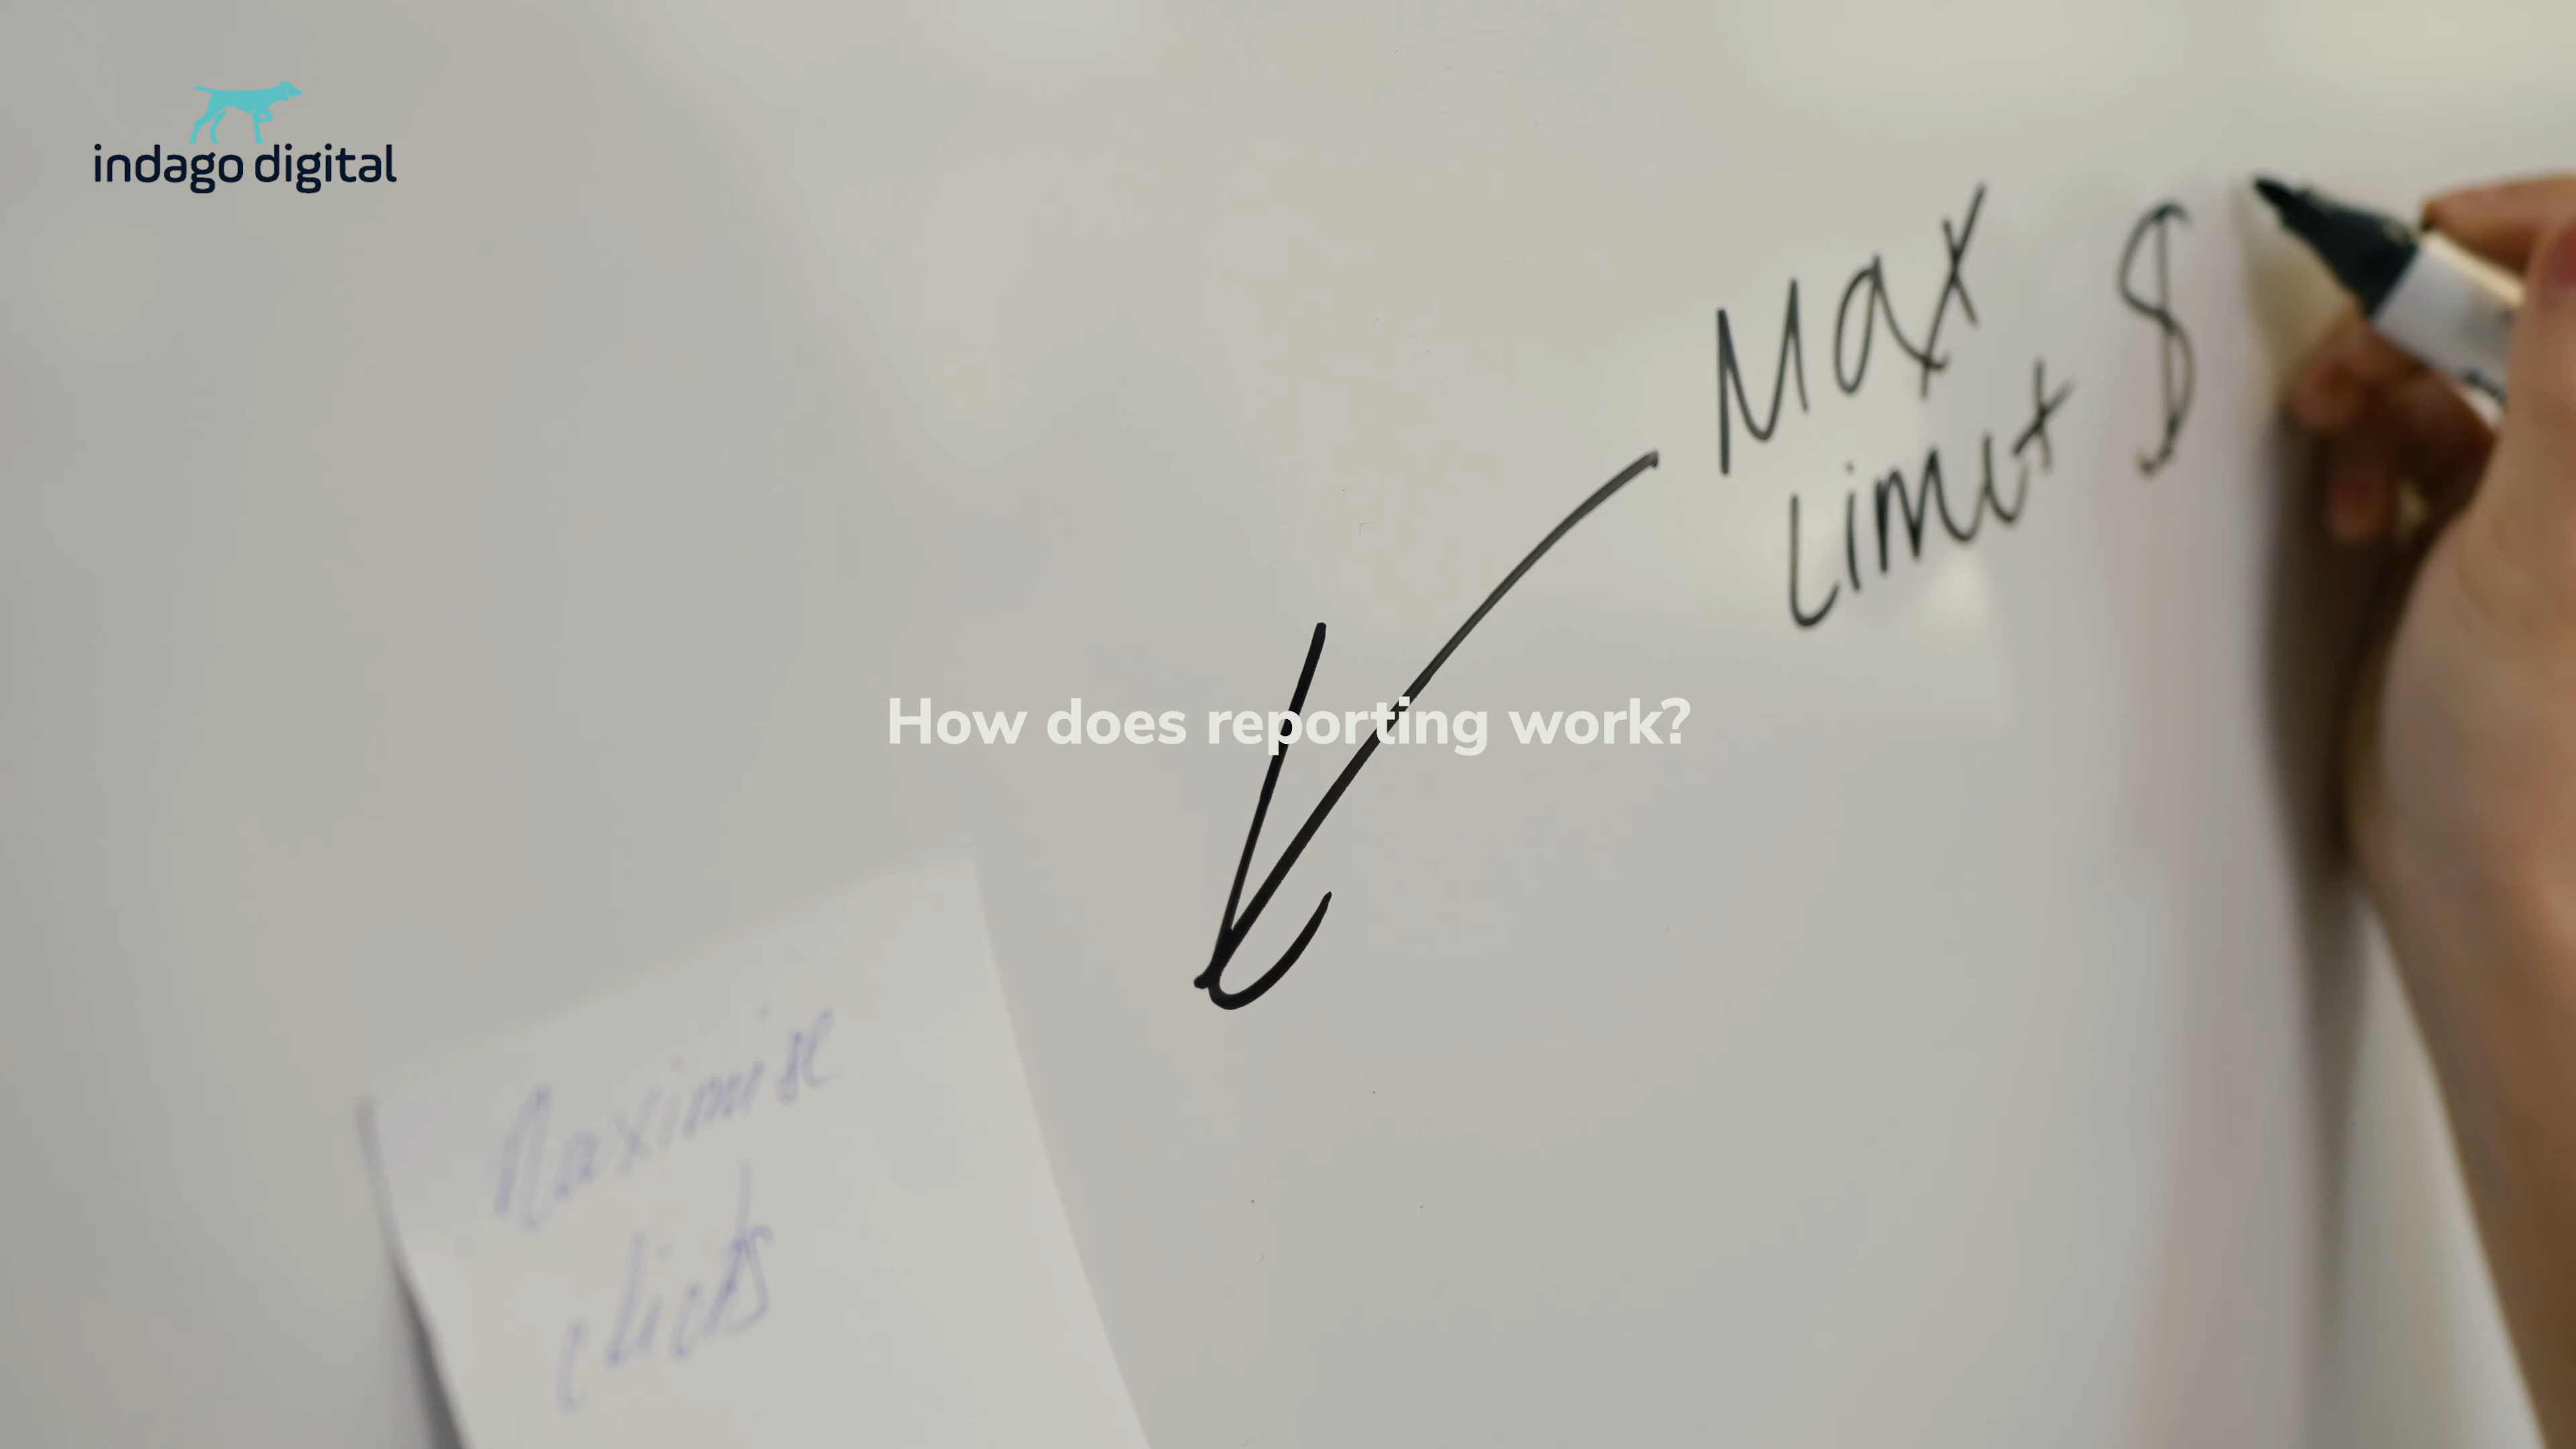 indago digital
Max
Limit $
How does reporting work?
Maximise
clicks